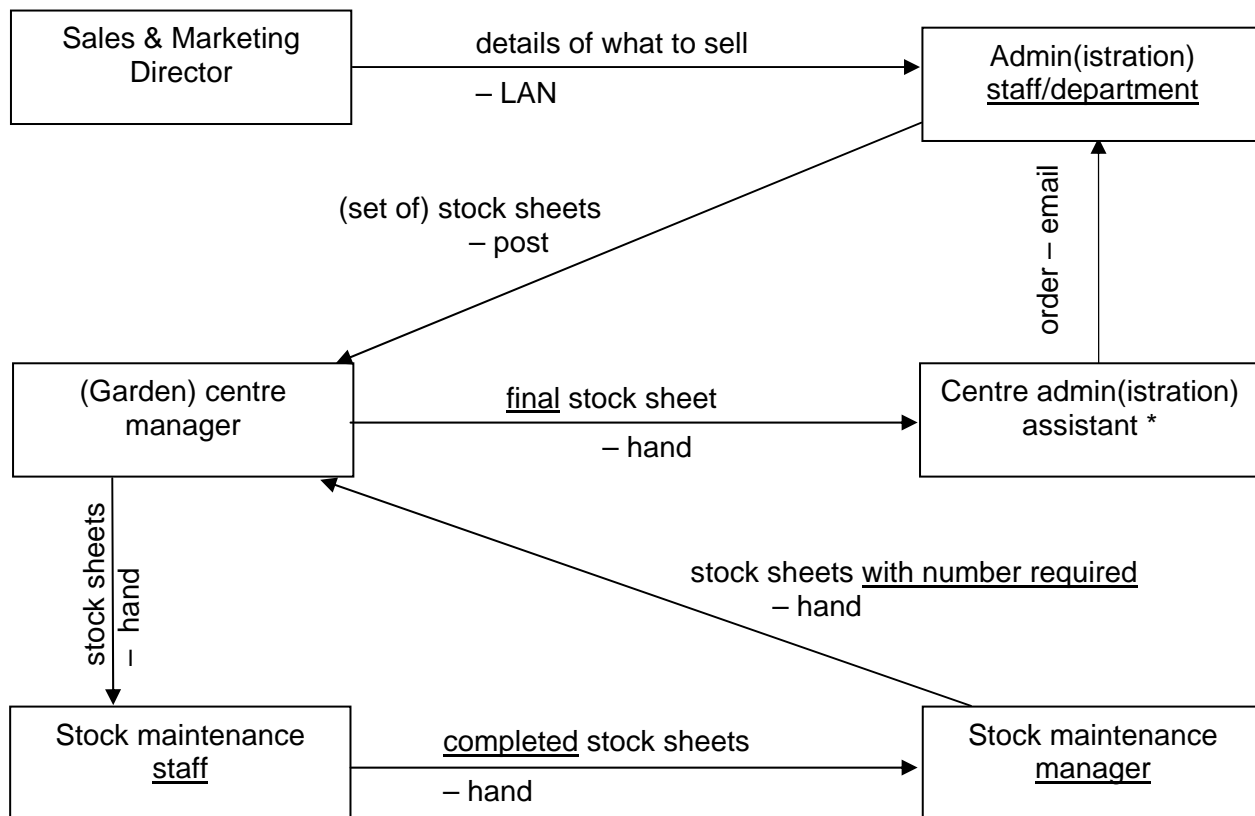 Sales & Marketing
Director
details of what to sell
– LAN
Admin(istration)
staff/department
(set of) stock sheets
– post
order – email
(Garden) centre
manager
final stock sheet
– hand
Centre admin(istration)
assistant *
stock sheets
– hand
stock sheets with number required
– hand
Stock maintenance
staff
completed stock sheets
– hand
Stock maintenance
manager